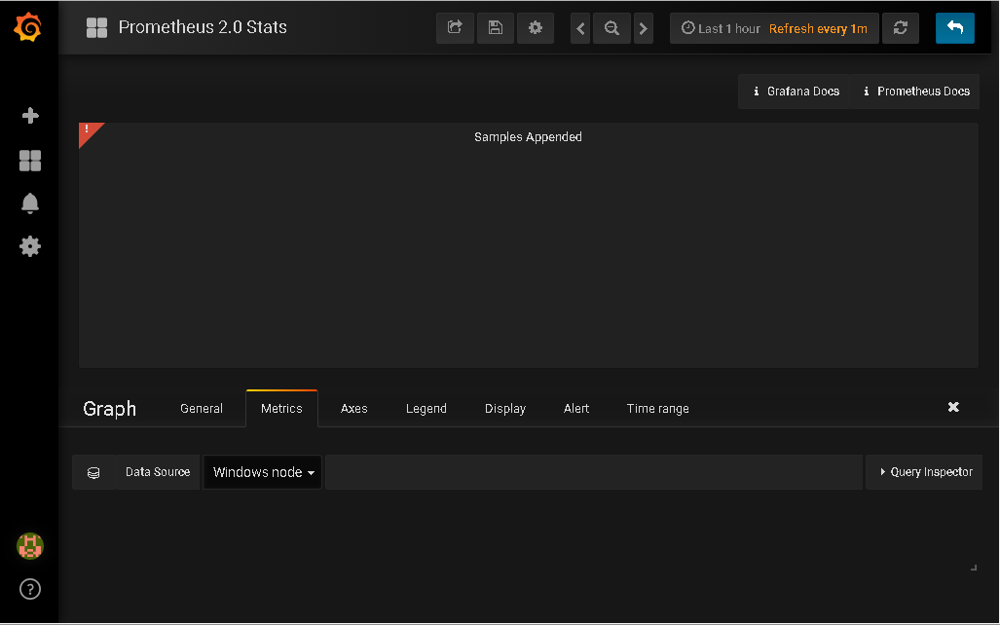 Prometheus 2.0 Stats
Last 1 hour Refresh every 1m
Grafana Docs
Prometheus Docs
!
Samples Appended
Graph
General
Metrics
Axes
Legend
Display
Alert
Time range
Data Source
Windows node
Query Inspector